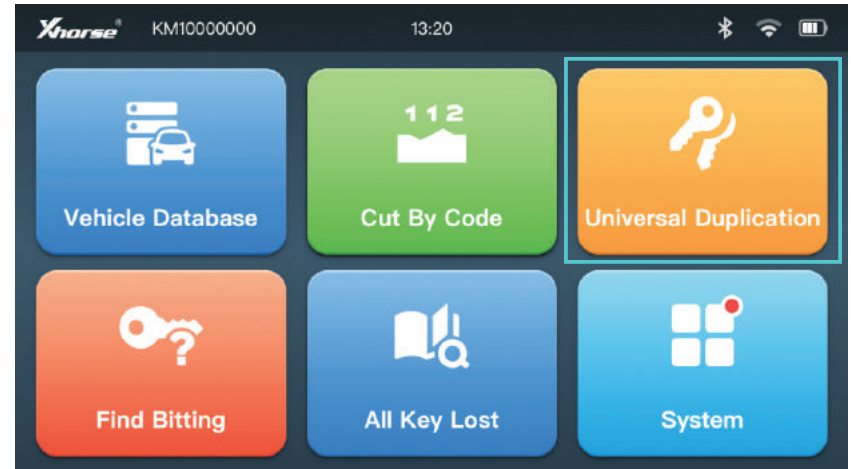 Xhorse® KM10000000 13:20
Vehicle Database
112
Cut By Code
Universal Duplication
?
Find Bitting
All Key Lost
System